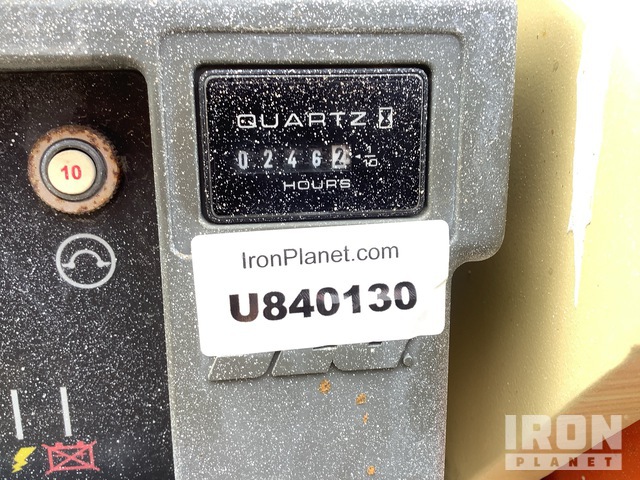 QUARTZ
0 2 4 6 2 1/10
HOURS
10
IronPlanet.com
U840130
IRON
PLANET